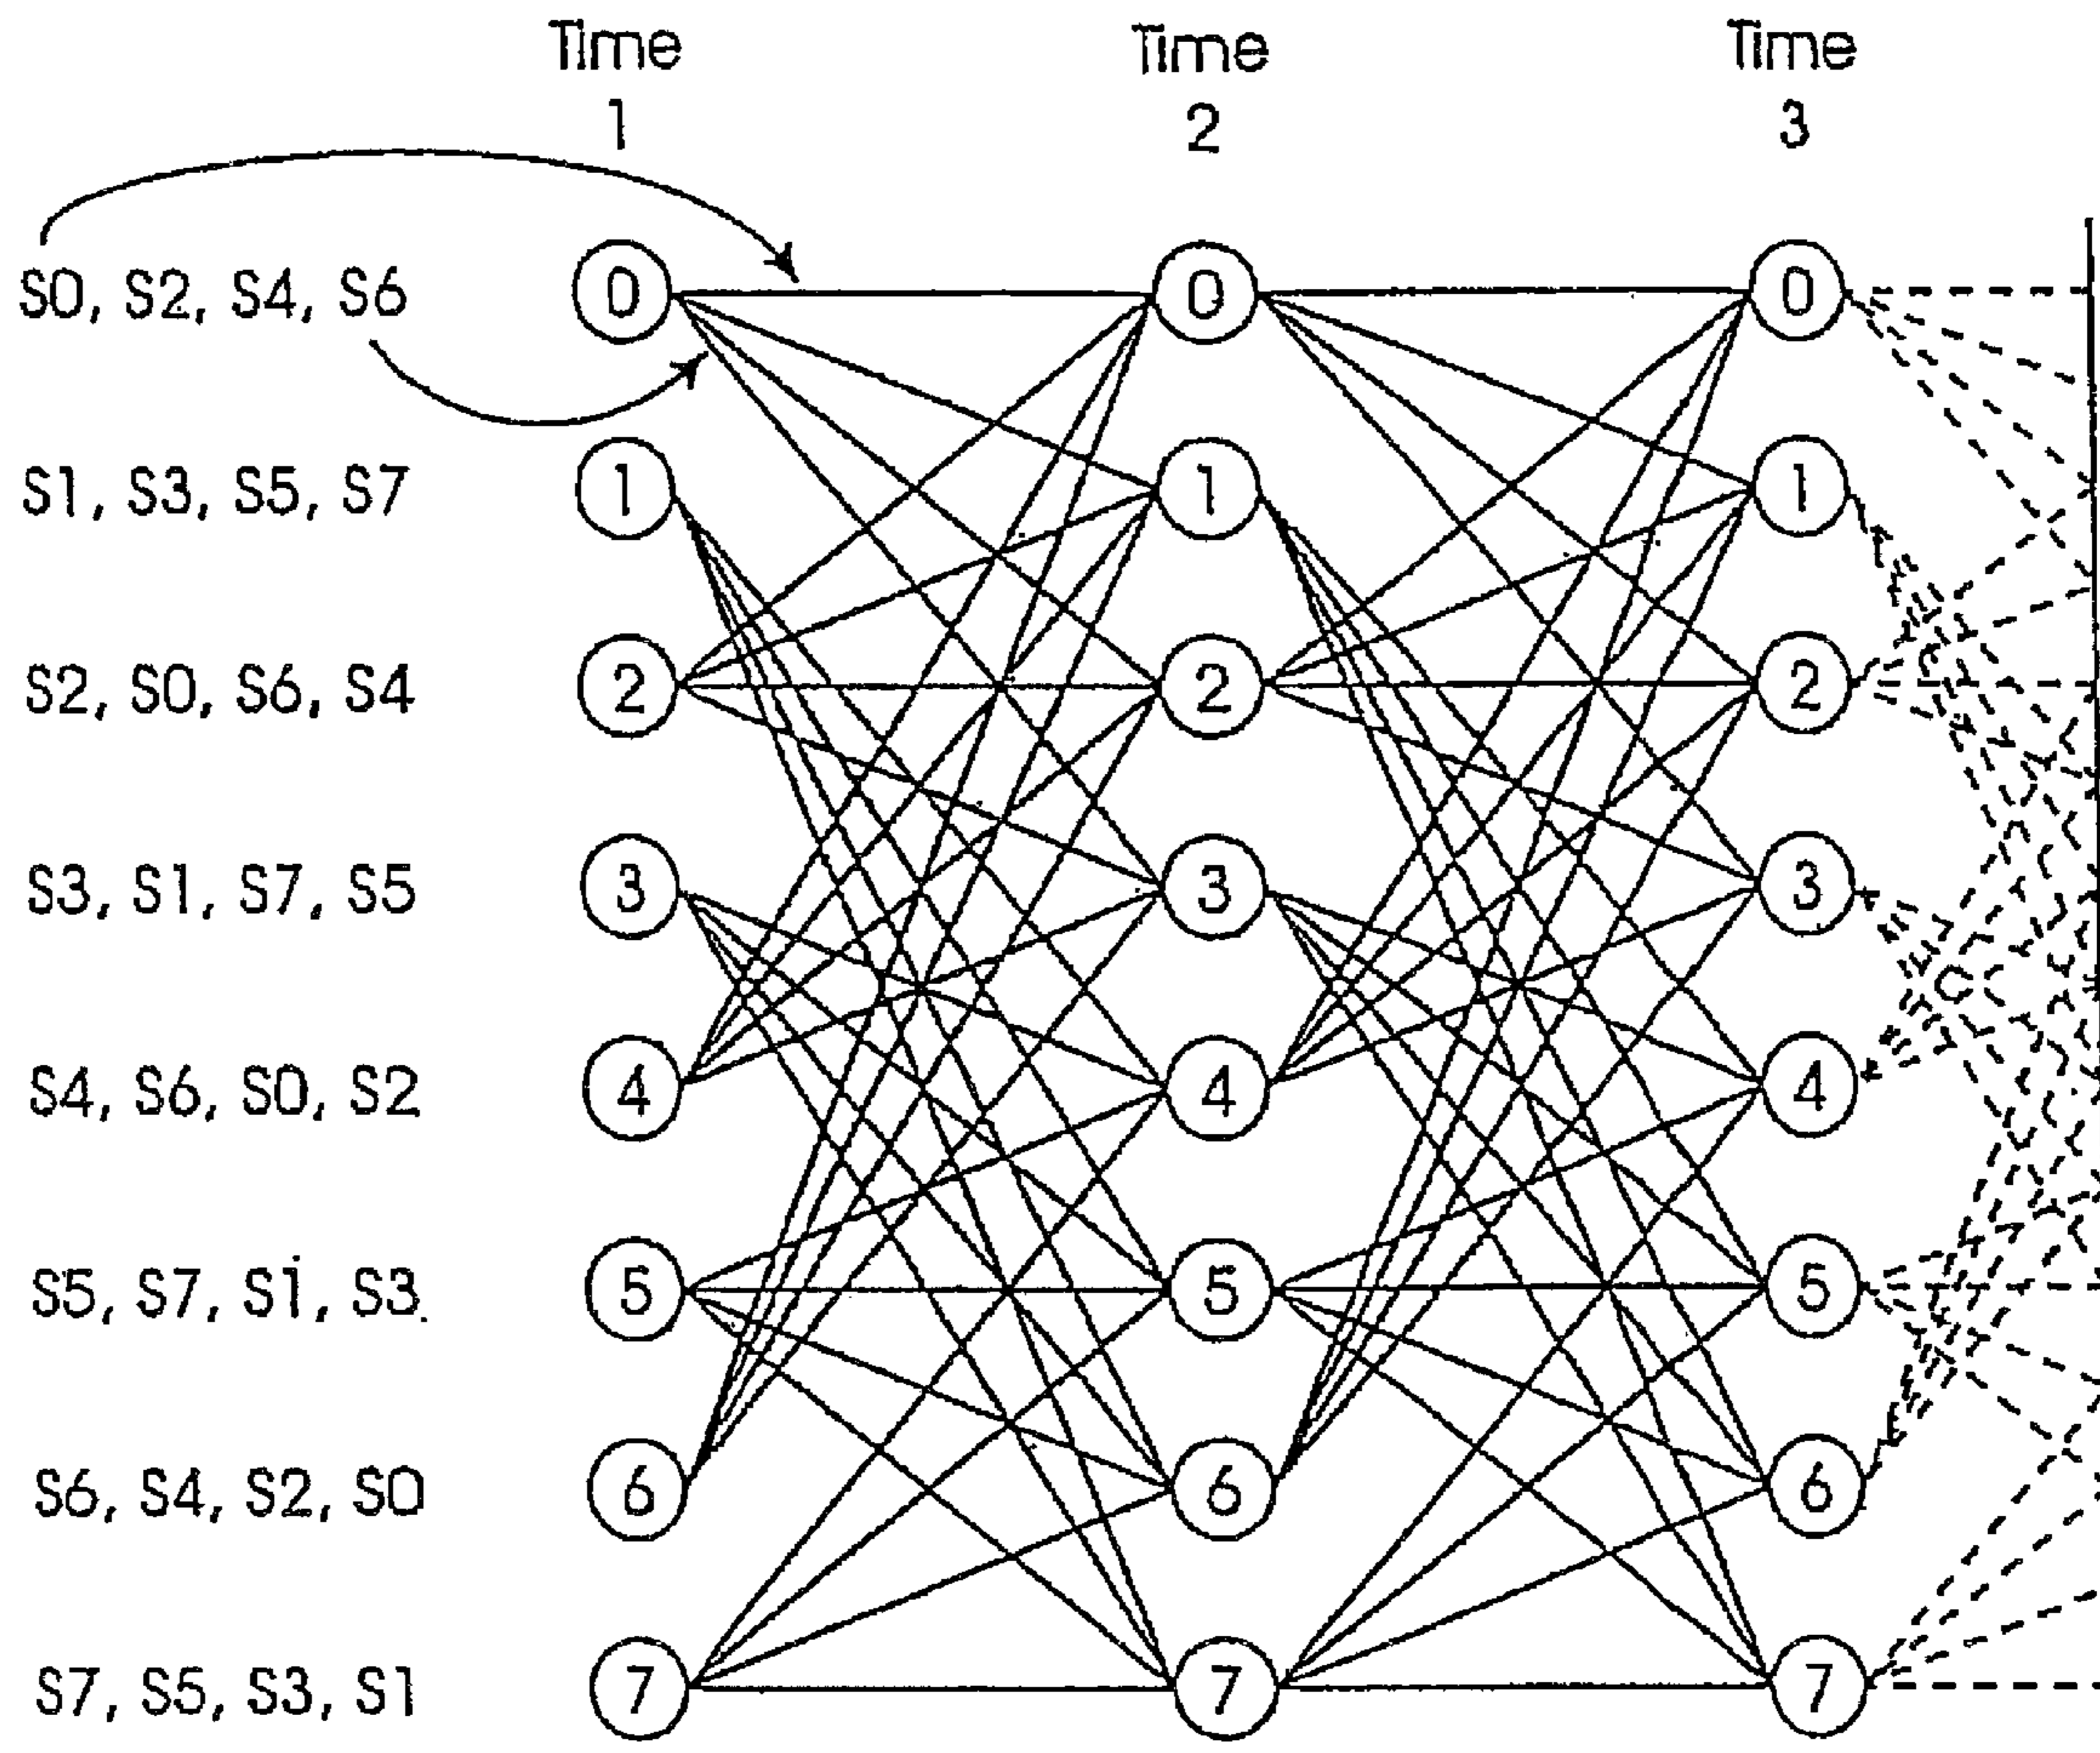 Time Time Time
1 2 3
S0, S2, S4, S6 0 0 0
S1, S3, S5, S7 1 1 1
S2, S0, S6, S4 2 2 2
S3, S1, S7, S5 3 3 3
S4, S6, S0, S2 4 4 4
S5, S7, S1, S3 5 5 5
S6, S4, S2, S0 6 6 6
S7, S5, S3, S1 7 7 7